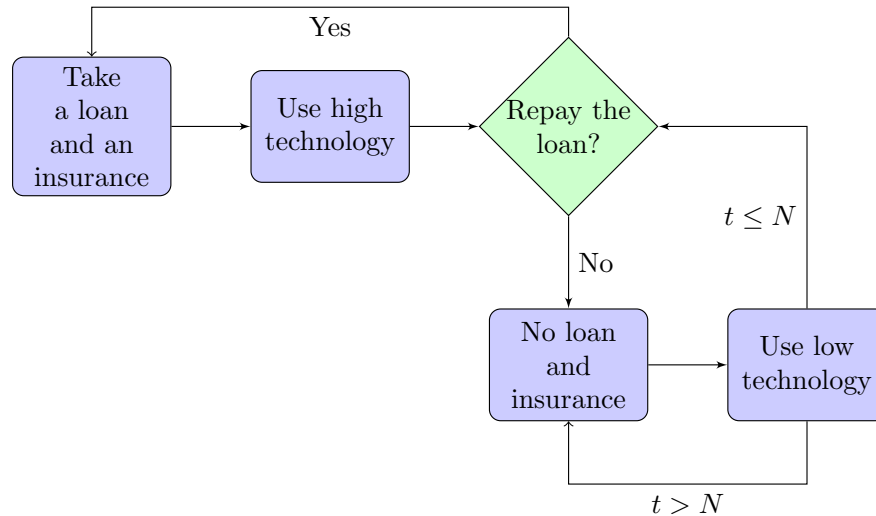 Yes
Take
a loan
and an
insurance
Use high
technology
Repay the
loan?
t ≤ N
No
No loan
and
insurance
Use low
technology
t > N